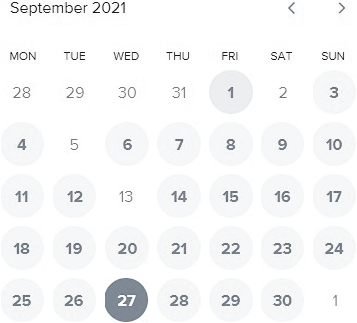 September 2021
MON TUE WED THU FRI SAT SUN
28 29 30 31 1 2 3
4 5 6 7 8 9 10
11 12 13 14 15 16 17
18 19 20 21 22 23 24
25 26 27 28 29 30 1